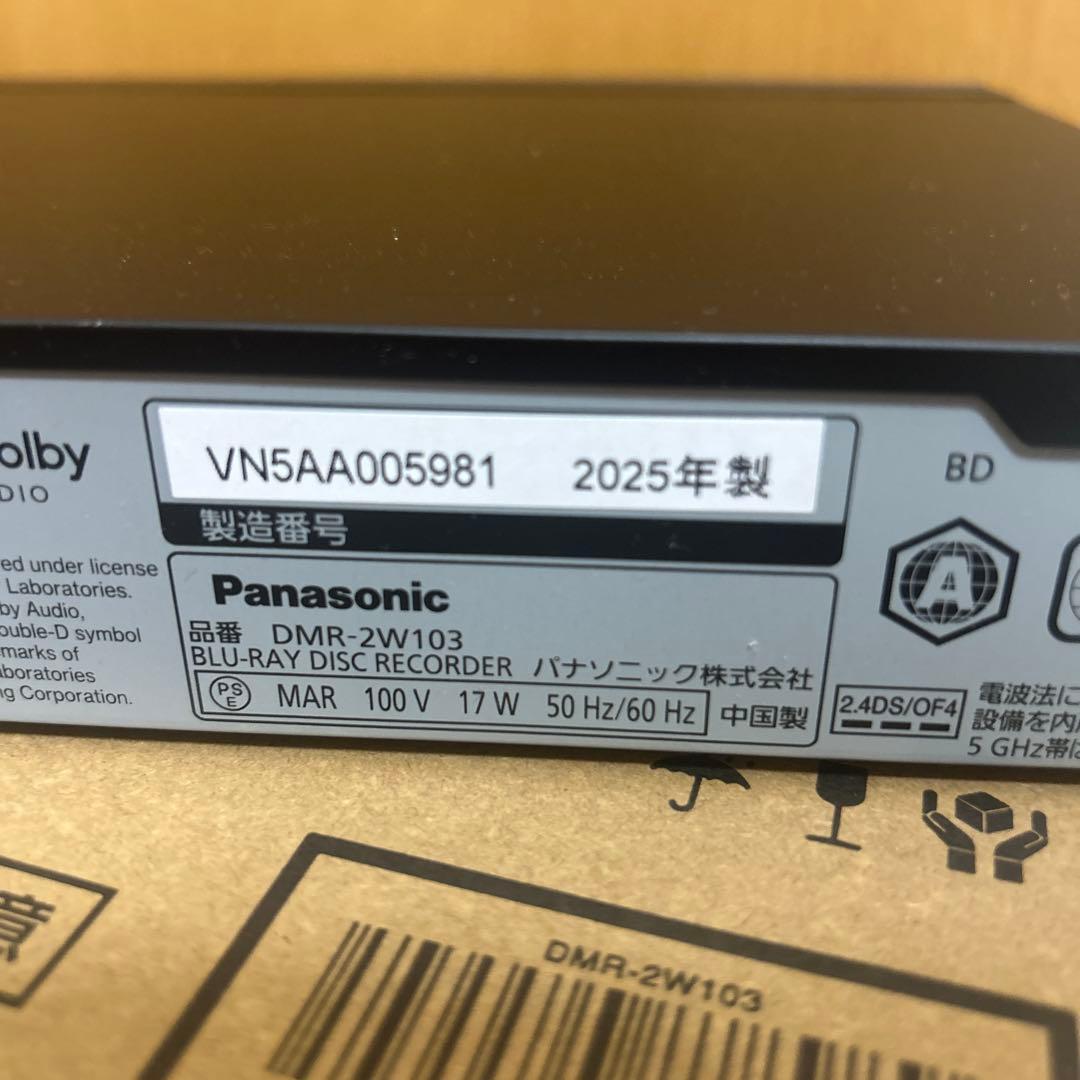 olby
DIO
ed under license
Laboratories.
by Audio,
ouble-D symbol
marks of
aboratories
ng Corporation.
VN5AA005981 2025年製
製造番号
Panasonic
品番 DMR-2W103
BLU-RAY DISC RECORDER パナソニック株式会社
PS
E
MAR 100 V 17 W 50 Hz/60 Hz 中国製
BD
A
2.4DS/OF4
電波法に
設備を内
5 GHz帯は
意
DMR-2W103